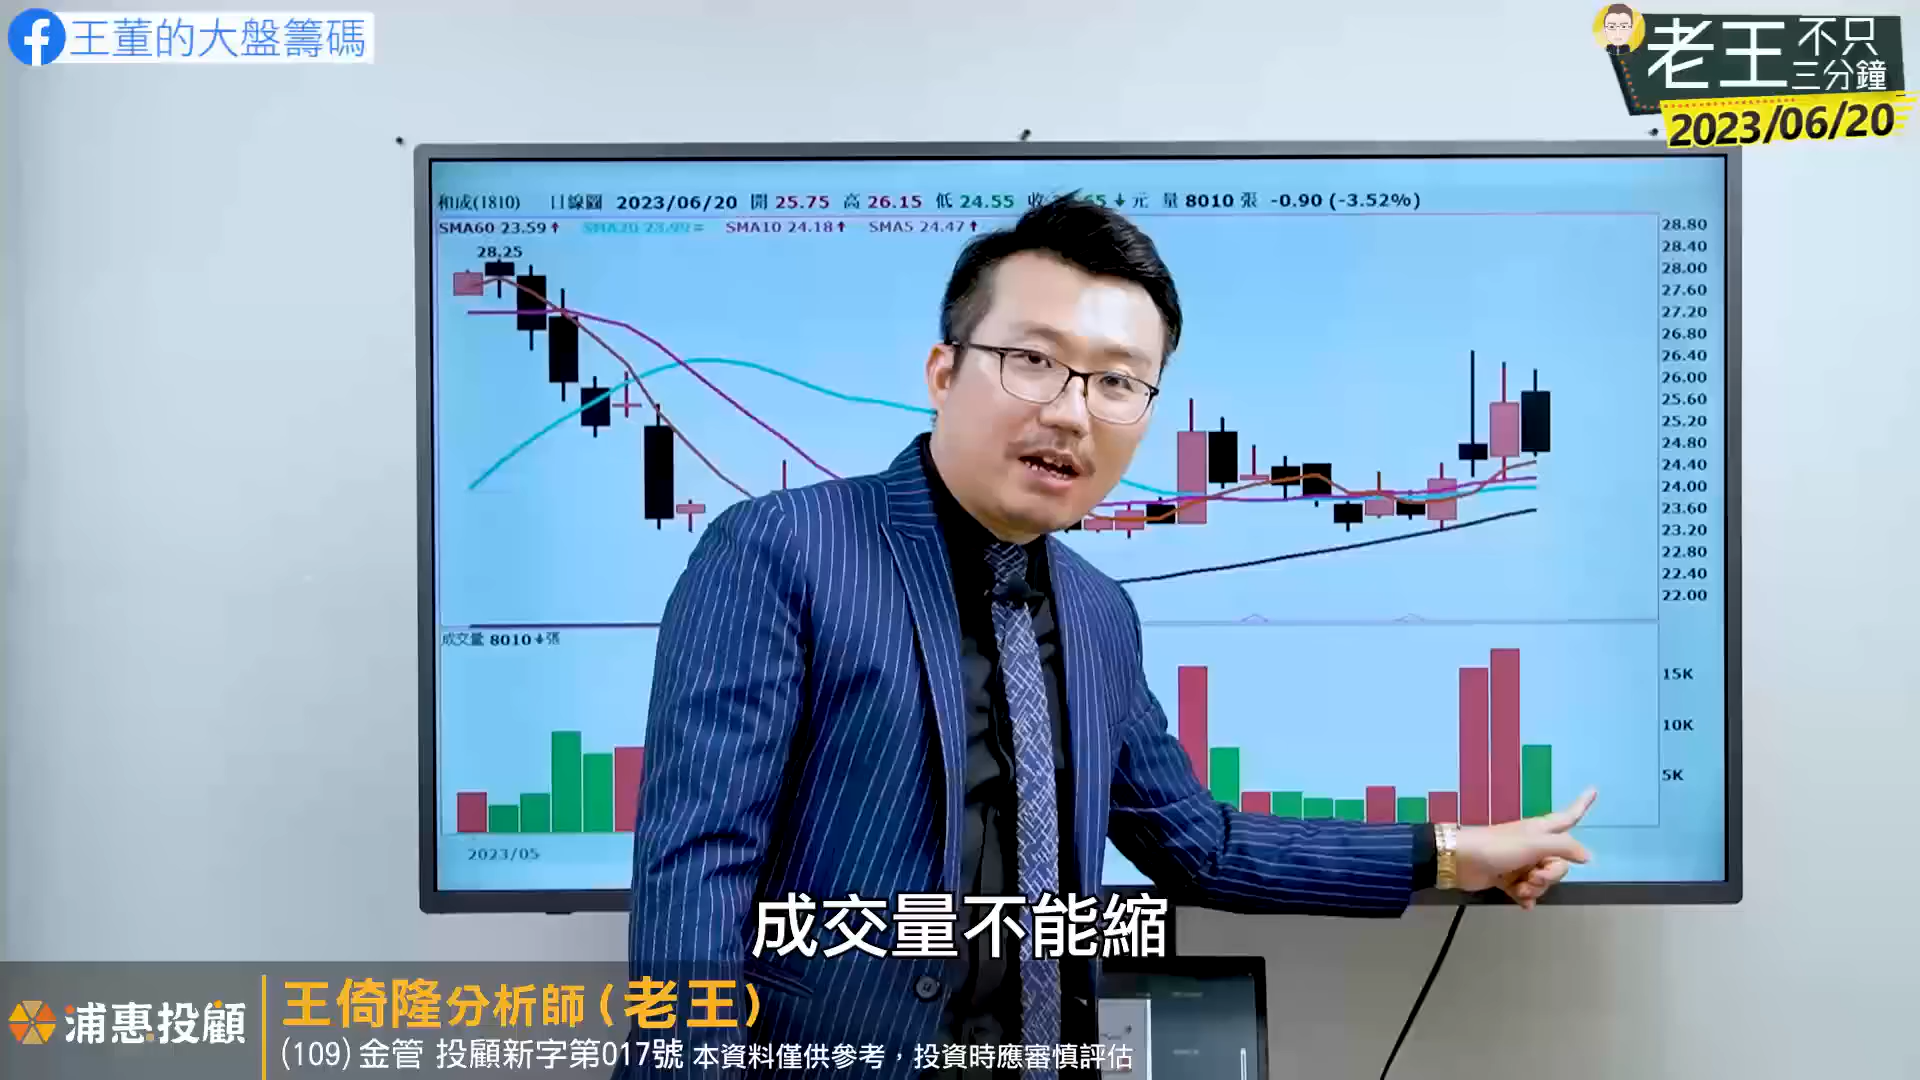 王董的大盤籌碼
老王不只三分鐘
2023/06/20
和成(1810) 日線圖 2023/06/20 開 25.75 高 26.15 低 24.55 收 65↓元 量 8010 張 -0.90 (-3.52%)
SMA60 23.59↑ SMA20 23.99= SMA10 24.18↑ SMA5 24.47↑
28.25
28.80
28.40
28.00
27.60
27.20
26.80
26.40
26.00
25.60
25.20
24.80
24.40
24.00
23.60
23.20
22.80
22.40
22.00
成交量 8010↓張
15K
10K
5K
2023/05
成交量不能縮
浦惠投顧
王倚隆分析師(老王)
(109)金管 投顧新字第017號 本資料僅供參考，投資時應審慎評估